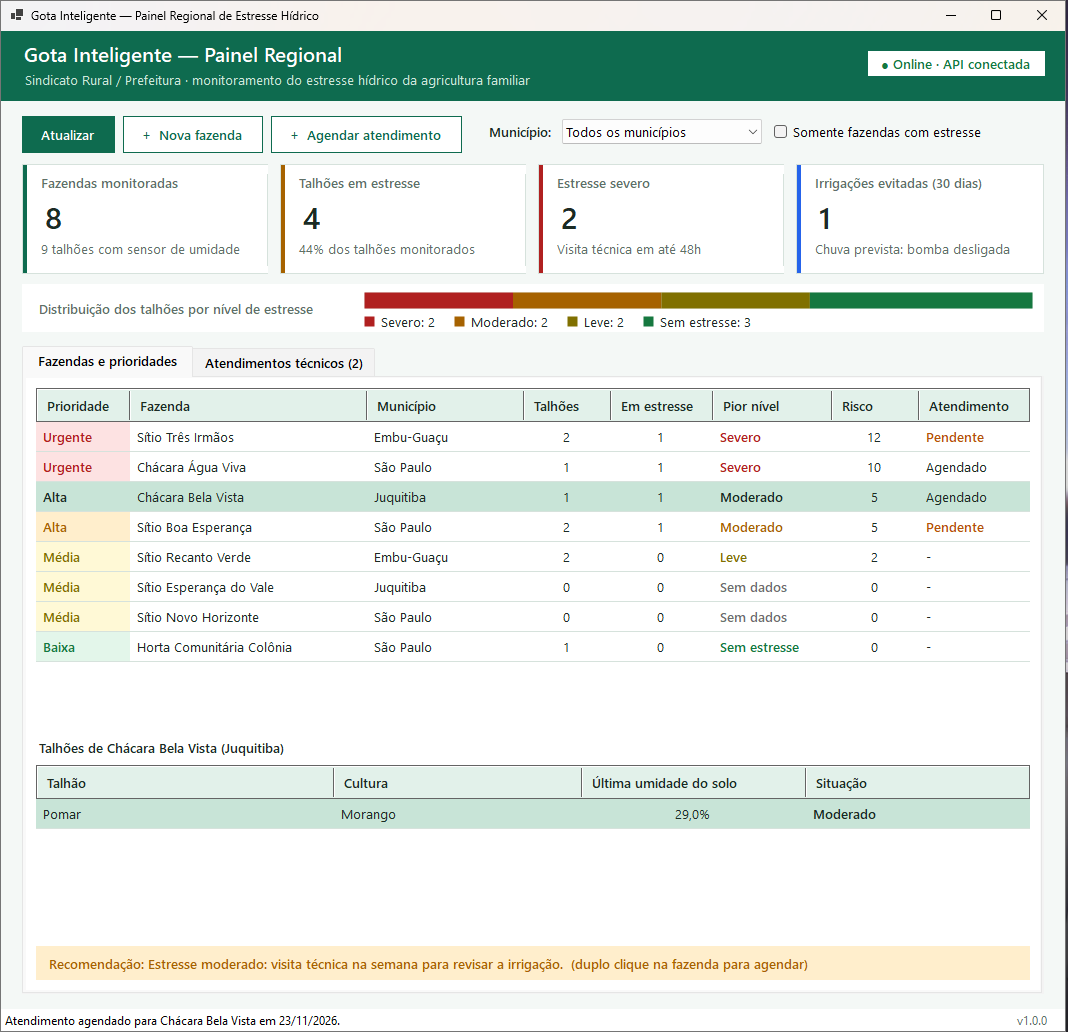 Gota Inteligente — Painel Regional de Estresse Hídrico
Gota Inteligente — Painel Regional
Sindicato Rural / Prefeitura · monitoramento do estresse hídrico da agricultura familiar
● Online · API conectada
Atualizar
+ Nova fazenda
+ Agendar atendimento
Município:
Todos os municípios
Somente fazendas com estresse
Fazendas monitoradas
8
9 talhões com sensor de umidade
Talhões em estresse
4
44% dos talhões monitorados
Estresse severo
2
Visita técnica em até 48h
Irrigações evitadas (30 dias)
1
Chuva prevista: bomba desligada
Distribuição dos talhões por nível de estresse
Severo: 2 Moderado: 2 Leve: 2 Sem estresse: 3
Fazendas e prioridades
Atendimentos técnicos (2)
Prioridade Fazenda Município Talhões Em estresse Pior nível Risco Atendimento
Urgente Sítio Três Irmãos Embu-Guaçu 2 1 Severo 12 Pendente
Urgente Chácara Água Viva São Paulo 1 1 Severo 10 Agendado
Alta Chácara Bela Vista Juquitiba 1 1 Moderado 5 Agendado
Alta Sítio Boa Esperança São Paulo 2 1 Moderado 5 Pendente
Média Sítio Recanto Verde Embu-Guaçu 2 0 Leve 2 -
Média Sítio Esperança do Vale Juquitiba 0 0 Sem dados 0 -
Média Sítio Novo Horizonte São Paulo 0 0 Sem dados 0 -
Baixa Horta Comunitária Colônia São Paulo 1 0 Sem estresse 0 -
Talhões de Chácara Bela Vista (Juquitiba)
Talhão Cultura Última umidade do solo Situação
Pomar Morango 29,0% Moderado
Recomendação: Estresse moderado: visita técnica na semana para revisar a irrigação. (duplo clique na fazenda para agendar)
Atendimento agendado para Chácara Bela Vista em 23/11/2026.
v1.0.0